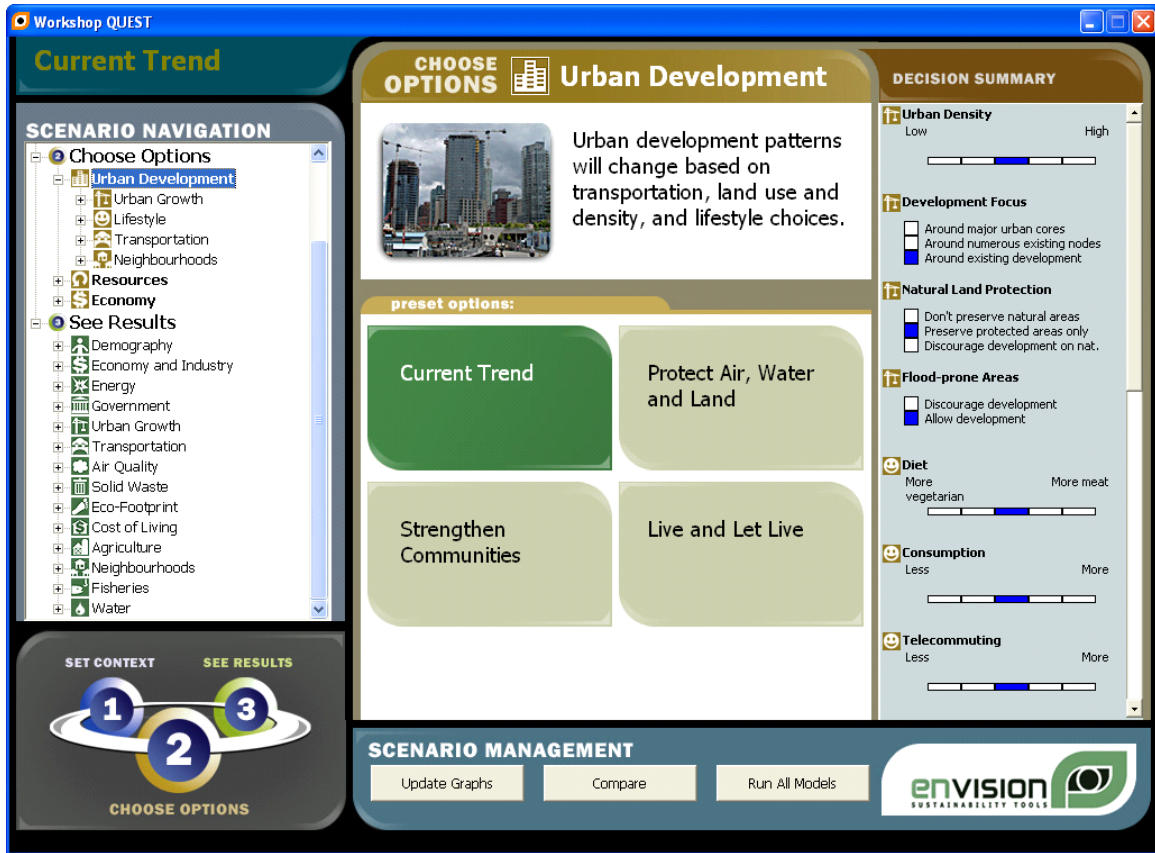 Workshop QUEST
Current Trend
SCENARIO NAVIGATION
2 Choose Options
Urban Development
Urban Growth
Lifestyle
Transportation
Neighbourhoods
Resources
Economy
3 See Results
Demography
Economy and Industry
Energy
Government
Urban Growth
Transportation
Air Quality
Solid Waste
Eco-Footprint
Cost of Living
Agriculture
Neighbourhoods
Fisheries
Water
SET CONTEXT
SEE RESULTS
1
3
2
CHOOSE OPTIONS
CHOOSE
OPTIONS
Urban Development
Urban development patterns
will change based on
transportation, land use and
density, and lifestyle choices.
preset options:
Current Trend
Protect Air, Water
and Land
Strengthen
Communities
Live and Let Live
SCENARIO MANAGEMENT
Update Graphs
Compare
Run All Models
DECISION SUMMARY
Urban Density
Low High
Development Focus
Around major urban cores
Around numerous existing nodes
Around existing development
Natural Land Protection
Don't preserve natural areas
Preserve protected areas only
Discourage development on nat.
Flood-prone Areas
Discourage development
Allow development
Diet
More More meat
vegetarian
Consumption
Less More
Telecommuting
Less More
envision
SUSTAINABILITY TOOLS